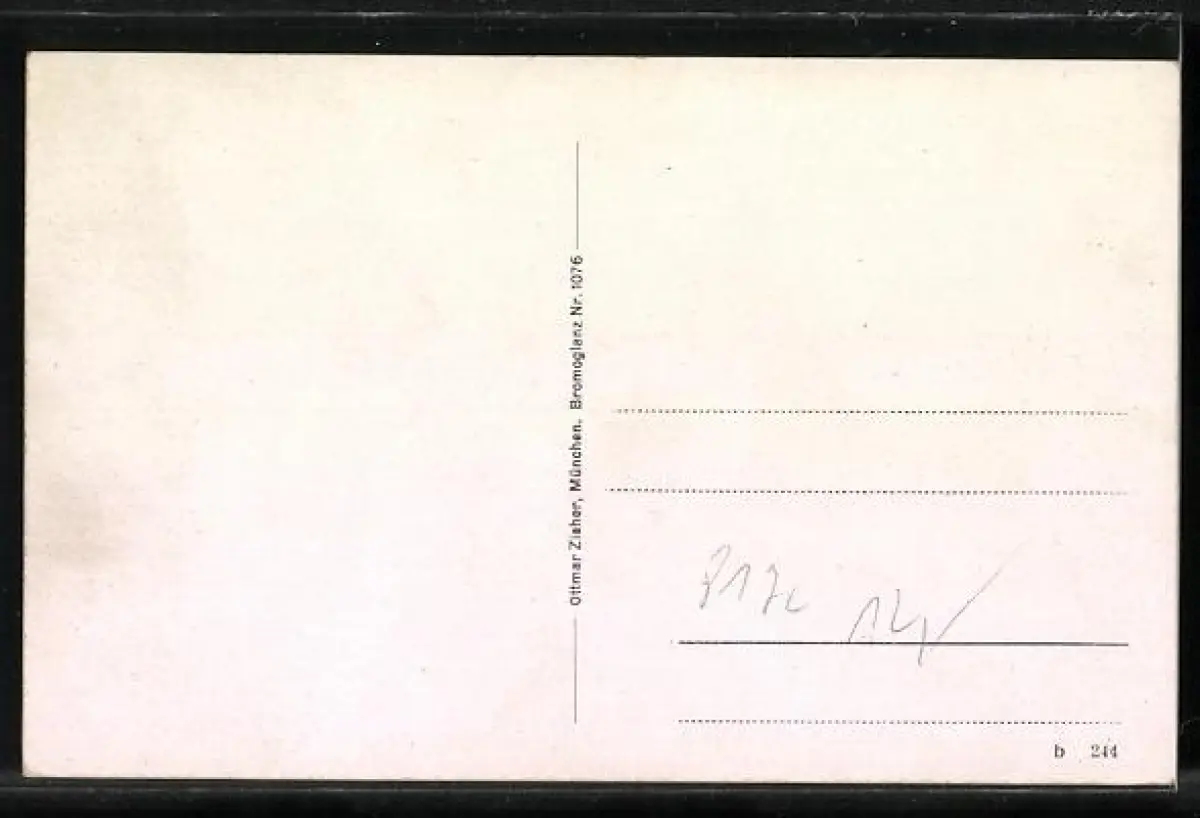 Ottmar Zieher, München. Bromoglanz Nr. 1076
b 244